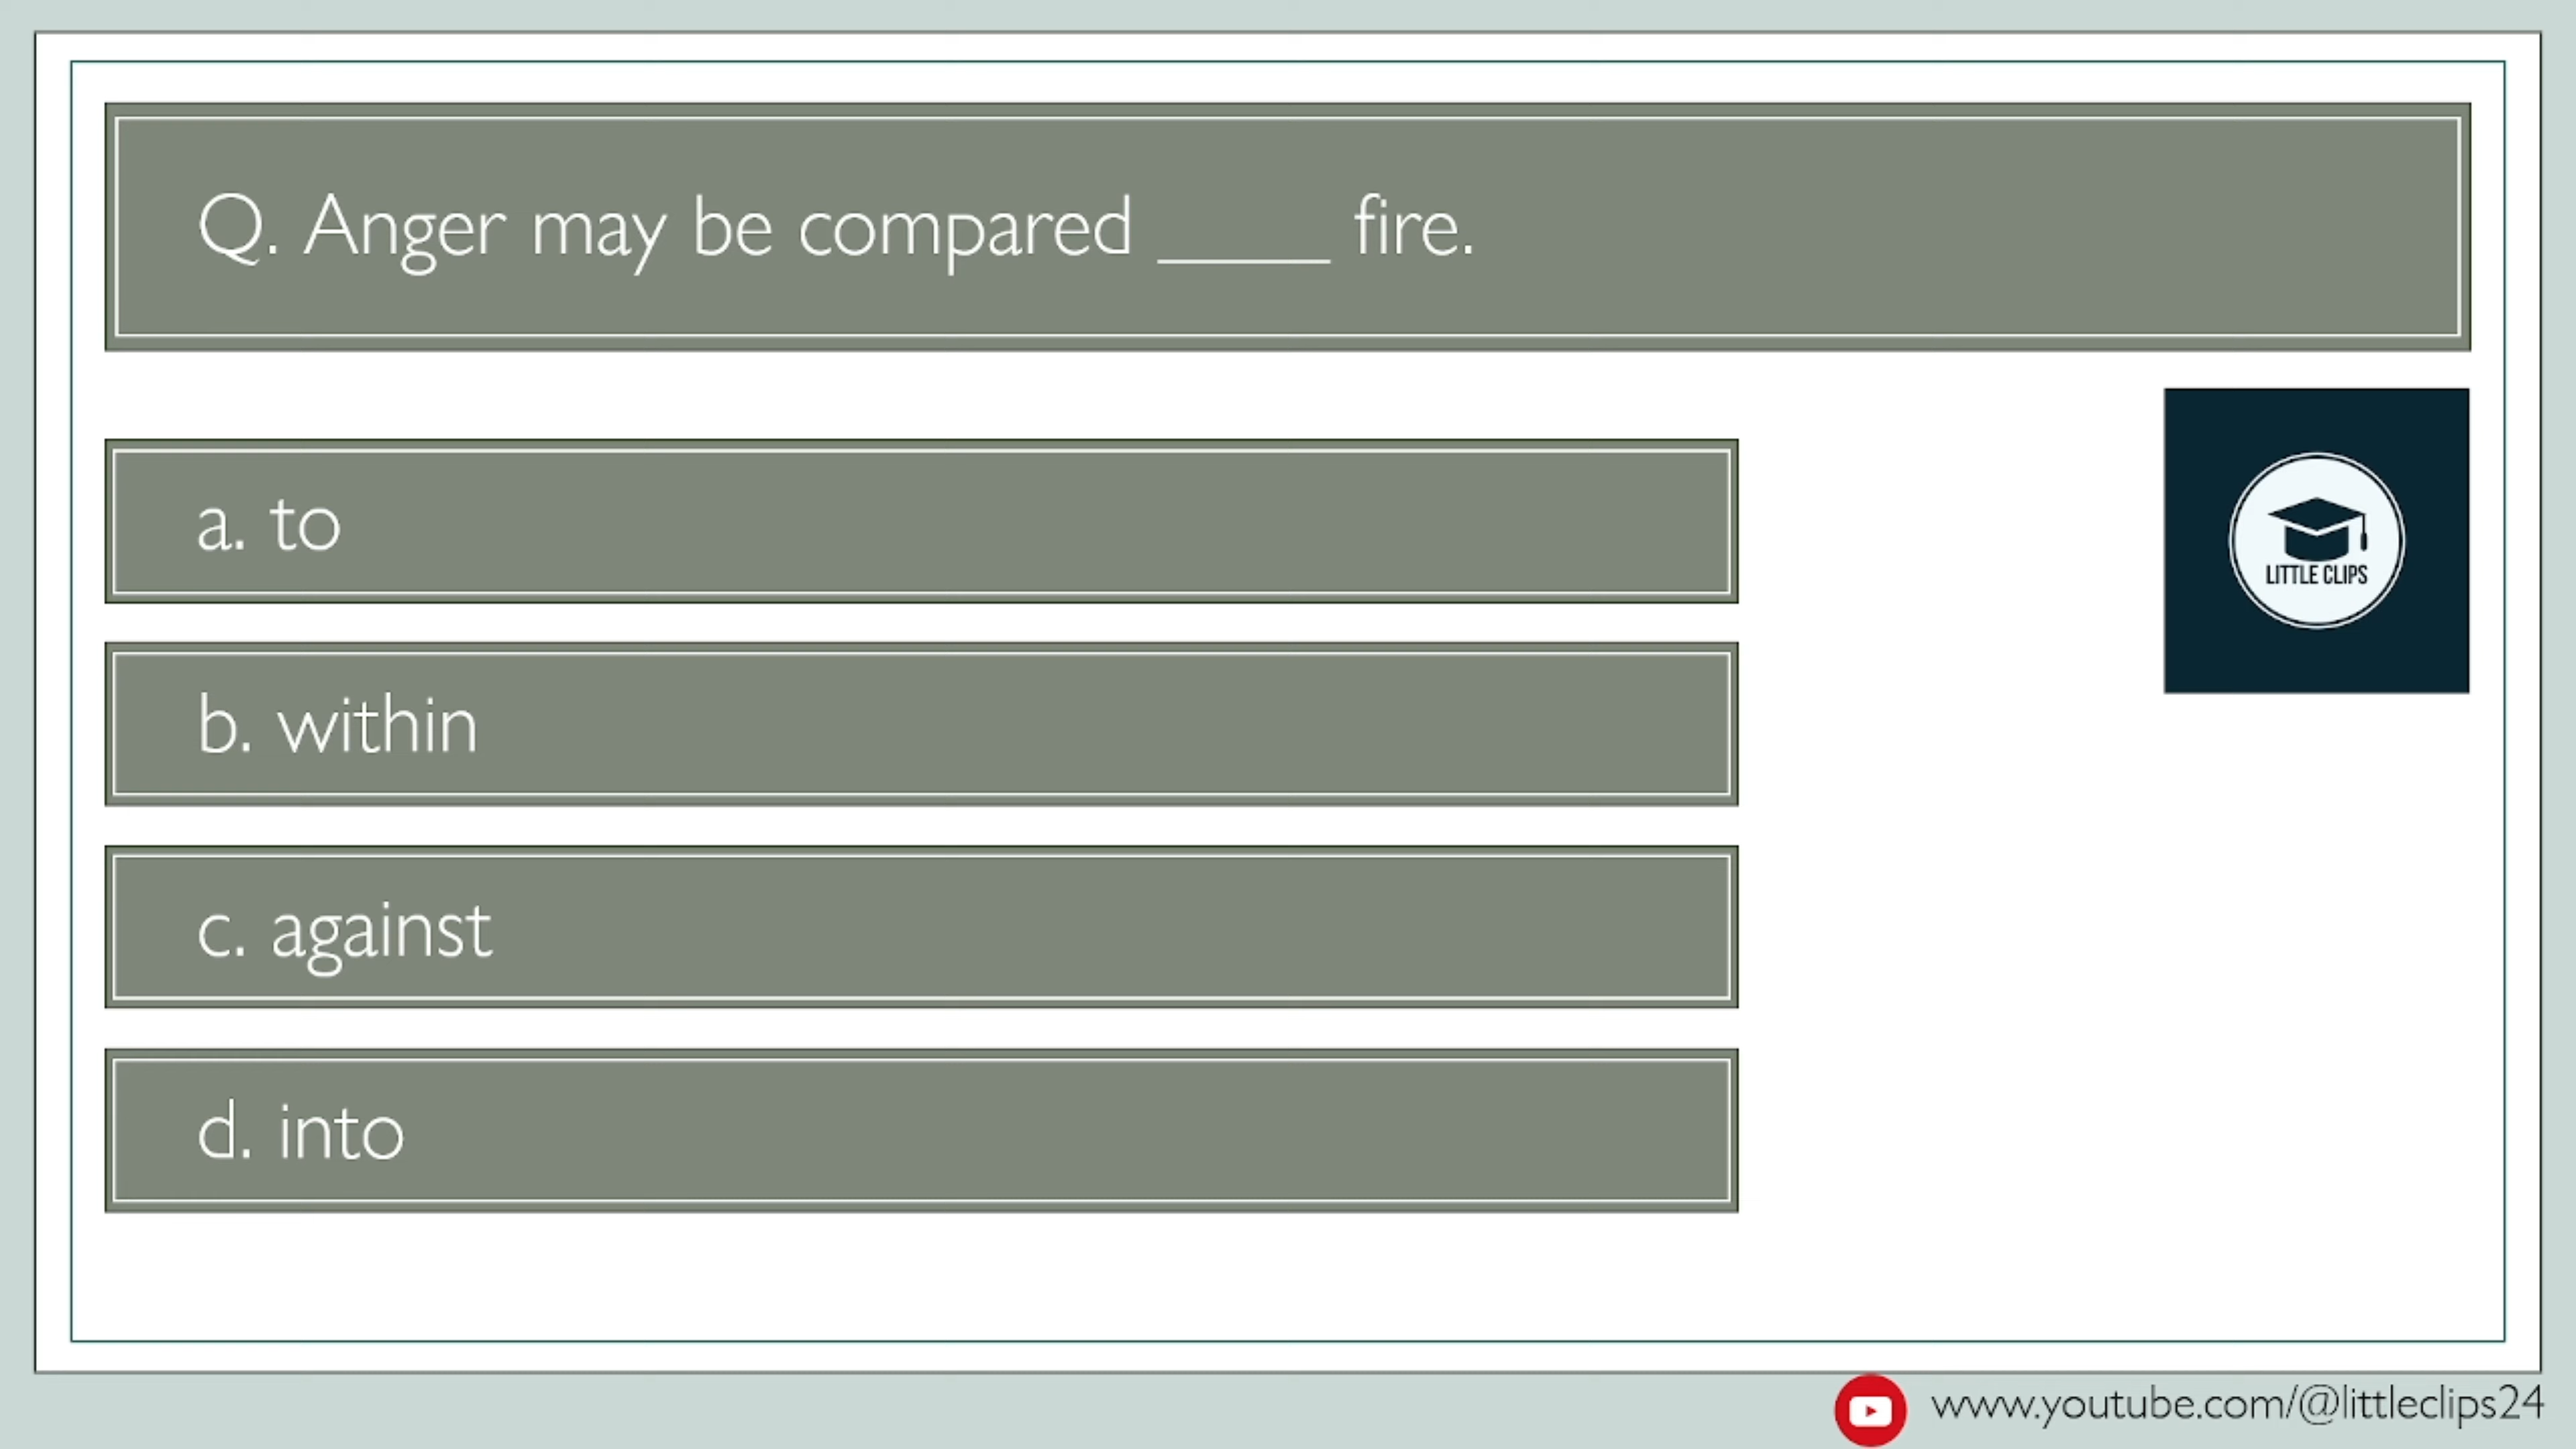 Q. Anger may be compared _____ fire.
a. to
LITTLE CLIPS
b. within
c. against
d. into
www.youtube.com/@littleclips24